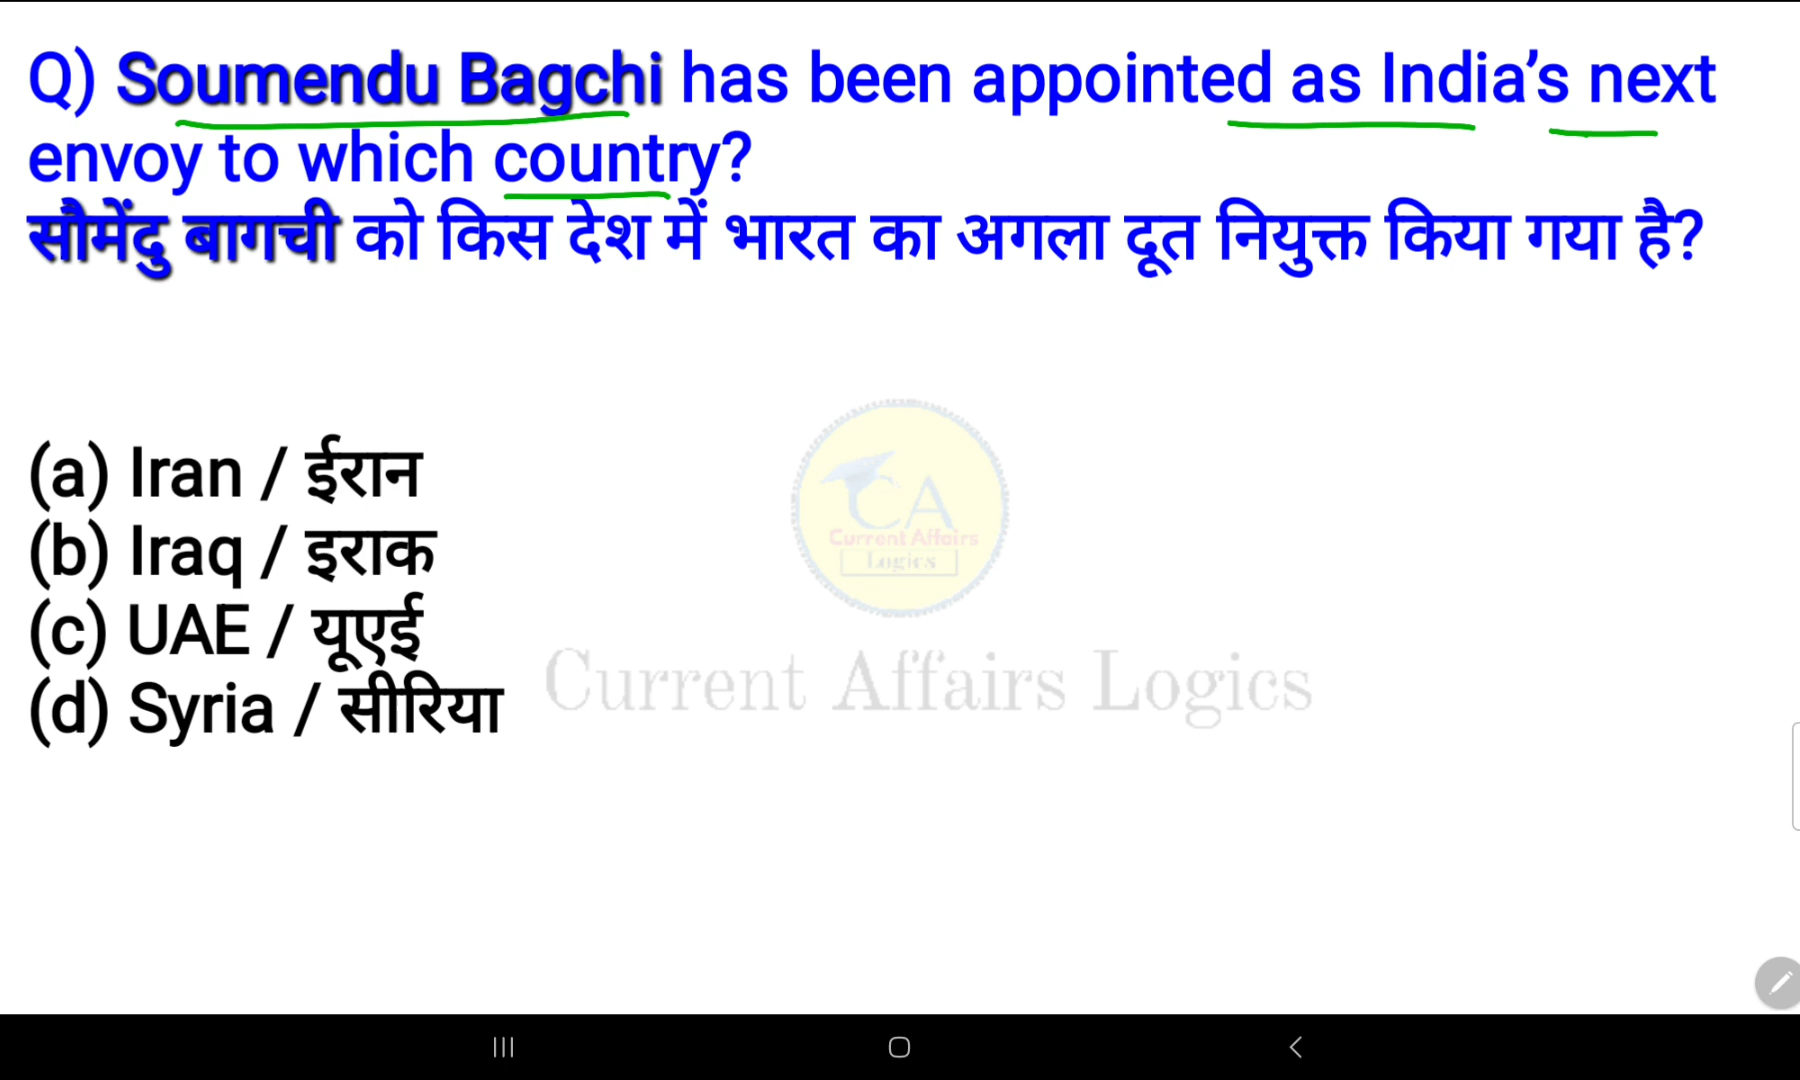 Q) Soumendu Bagchi has been appointed as India’s next
envoy to which country?
सौमेंदु बागची को किस देश में भारत का अगला दूत नियुक्त किया गया है?
(a) Iran / ईरान
(b) Iraq / इराक
(c) UAE / यूएई
(d) Syria / सीरिया
CA
Current Affairs
Logics
Current Affairs Logics